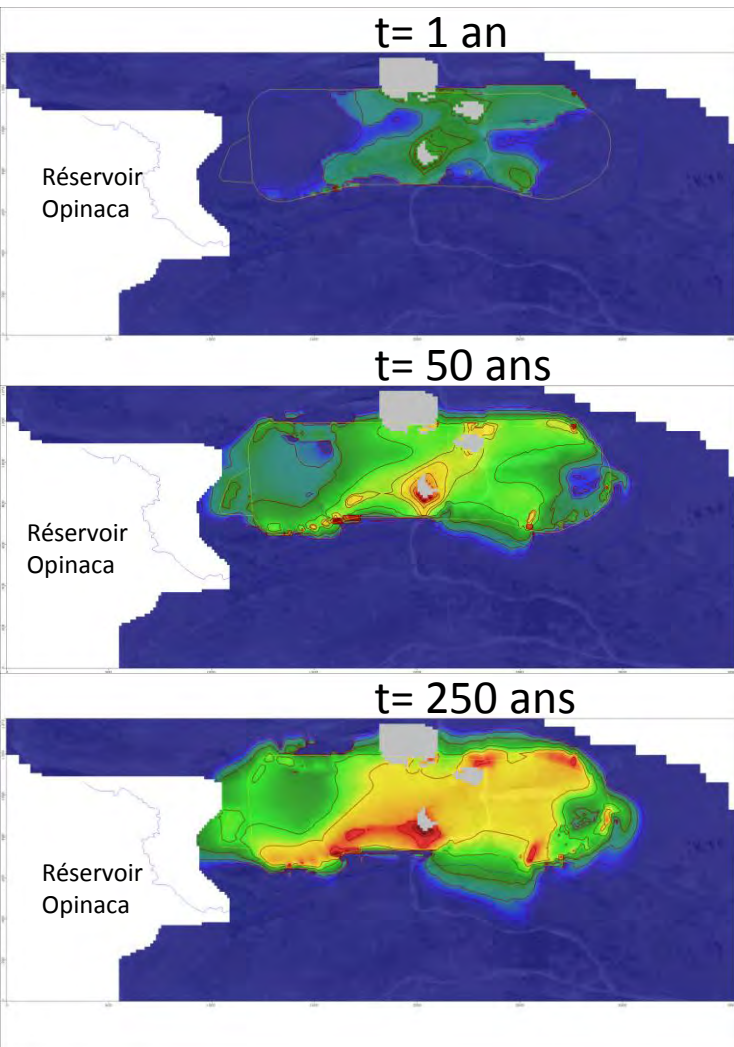 t= 1 an
Réservoir
Opinaca
t= 50 ans
Réservoir
Opinaca
t= 250 ans
Réservoir
Opinaca